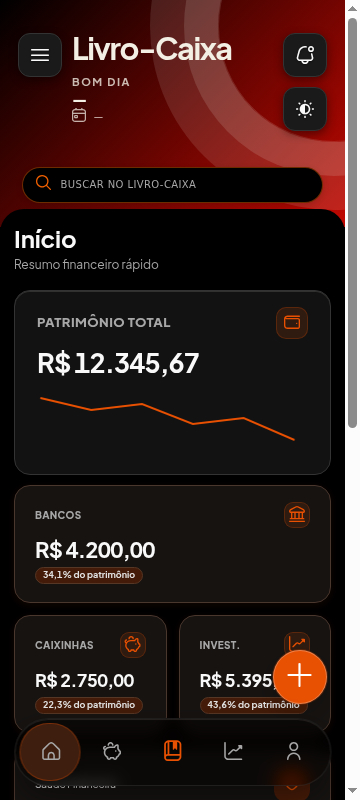 Livro-Caixa
BOM DIA
—
—
BUSCAR NO LIVRO-CAIXA
Início
Resumo financeiro rápido
PATRIMÔNIO TOTAL
R$ 12.345,67
BANCOS
R$ 4.200,00
34,1% do patrimônio
CAIXINHAS
R$ 2.750,00
22,3% do patrimônio
INVEST.
R$ 5.395,
43,6% do patrimônio